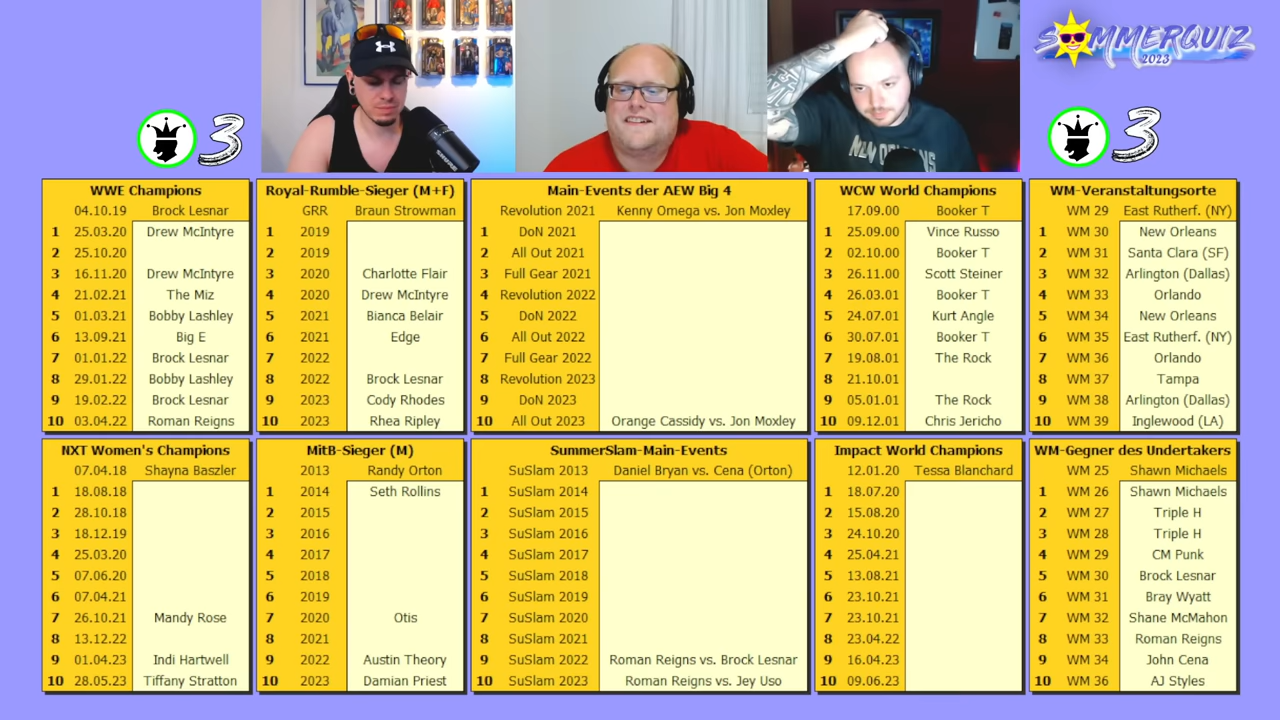 SOMMERQUIZ
2023
3
3
NEW ORLEANS
WWE Champions
04.10.19 Brock Lesnar
1 25.03.20 Drew McIntyre
2 25.10.20
3 16.11.20 Drew McIntyre
4 21.02.21 The Miz
5 01.03.21 Bobby Lashley
6 13.09.21 Big E
7 01.01.22 Brock Lesnar
8 29.01.22 Bobby Lashley
9 19.02.22 Brock Lesnar
10 03.04.22 Roman Reigns
Royal-Rumble-Sieger (M+F)
GRR Braun Strowman
1 2019
2 2019
3 2020 Charlotte Flair
4 2020 Drew McIntyre
5 2021 Bianca Belair
6 2021 Edge
7 2022
8 2022 Brock Lesnar
9 2023 Cody Rhodes
10 2023 Rhea Ripley
Main-Events der AEW Big 4
Revolution 2021 Kenny Omega vs. Jon Moxley
1 DoN 2021
2 All Out 2021
3 Full Gear 2021
4 Revolution 2022
5 DoN 2022
6 All Out 2022
7 Full Gear 2022
8 Revolution 2023
9 DoN 2023
10 All Out 2023 Orange Cassidy vs. Jon Moxley
WCW World Champions
17.09.00 Booker T
1 25.09.00 Vince Russo
2 02.10.00 Booker T
3 26.11.00 Scott Steiner
4 26.03.01 Booker T
5 24.07.01 Kurt Angle
6 30.07.01 Booker T
7 19.08.01 The Rock
8 21.10.01
9 05.01.01 The Rock
10 09.12.01 Chris Jericho
WM-Veranstaltungsorte
WM 29 East Rutherf. (NY)
1 WM 30 New Orleans
2 WM 31 Santa Clara (SF)
3 WM 32 Arlington (Dallas)
4 WM 33 Orlando
5 WM 34 New Orleans
6 WM 35 East Rutherf. (NY)
7 WM 36 Orlando
8 WM 37 Tampa
9 WM 38 Arlington (Dallas)
10 WM 39 Inglewood (LA)
NXT Women's Champions
07.04.18 Shayna Baszler
1 18.08.18
2 28.10.18
3 18.12.19
4 25.03.20
5 07.06.20
6 07.04.21
7 26.10.21 Mandy Rose
8 13.12.22
9 01.04.23 Indi Hartwell
10 28.05.23 Tiffany Stratton
MitB-Sieger (M)
2013 Randy Orton
1 2014 Seth Rollins
2 2015
3 2016
4 2017
5 2018
6 2019
7 2020 Otis
8 2021
9 2022 Austin Theory
10 2023 Damian Priest
SummerSlam-Main-Events
SuSlam 2013 Daniel Bryan vs. Cena (Orton)
1 SuSlam 2014
2 SuSlam 2015
3 SuSlam 2016
4 SuSlam 2017
5 SuSlam 2018
6 SuSlam 2019
7 SuSlam 2020
8 SuSlam 2021
9 SuSlam 2022 Roman Reigns vs. Brock Lesnar
10 SuSlam 2023 Roman Reigns vs. Jey Uso
Impact World Champions
12.01.20 Tessa Blanchard
1 18.07.20
2 15.08.20
3 24.10.20
4 25.04.21
5 13.08.21
6 23.10.21
7 23.10.21
8 23.04.22
9 16.04.23
10 09.06.23
WM-Gegner des Undertakers
WM 25 Shawn Michaels
1 WM 26 Shawn Michaels
2 WM 27 Triple H
3 WM 28 Triple H
4 WM 29 CM Punk
5 WM 30 Brock Lesnar
6 WM 31 Bray Wyatt
7 WM 32 Shane McMahon
8 WM 33 Roman Reigns
9 WM 34 John Cena
10 WM 36 AJ Styles